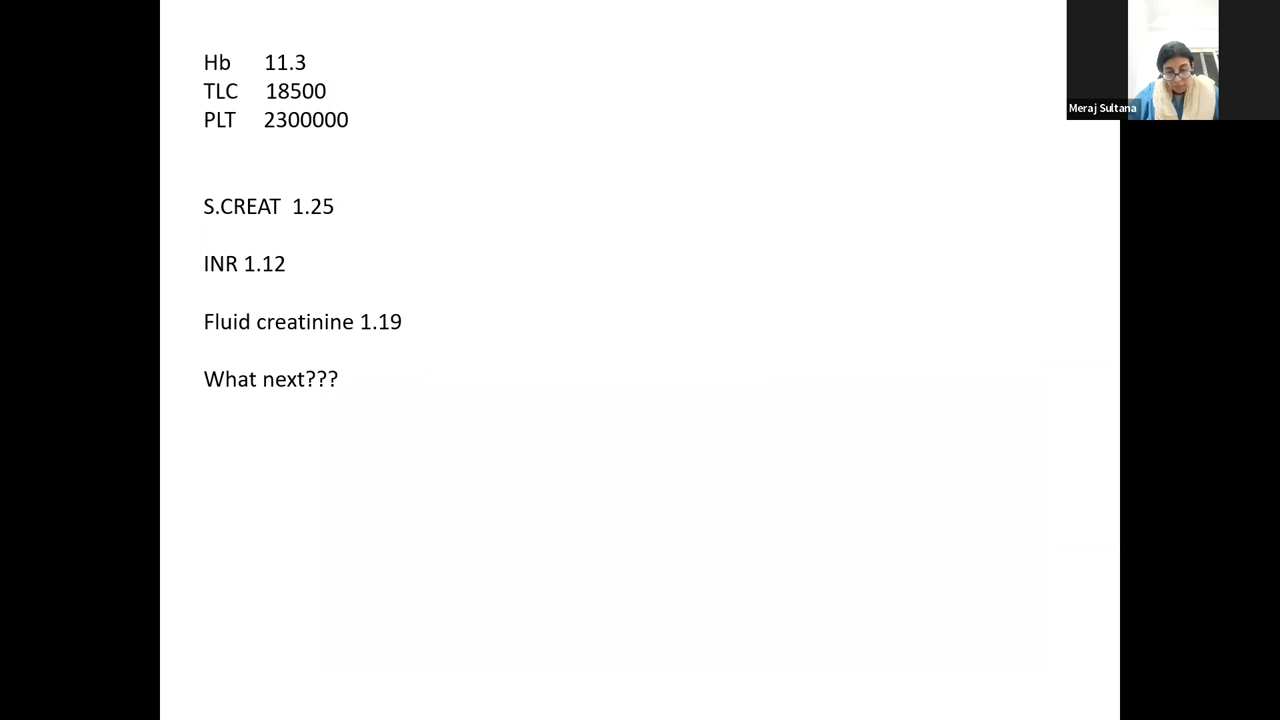 Hb 11.3
TLC 18500
PLT 2300000
S.CREAT 1.25
INR 1.12
Fluid creatinine 1.19
What next???
Meraj Sultana